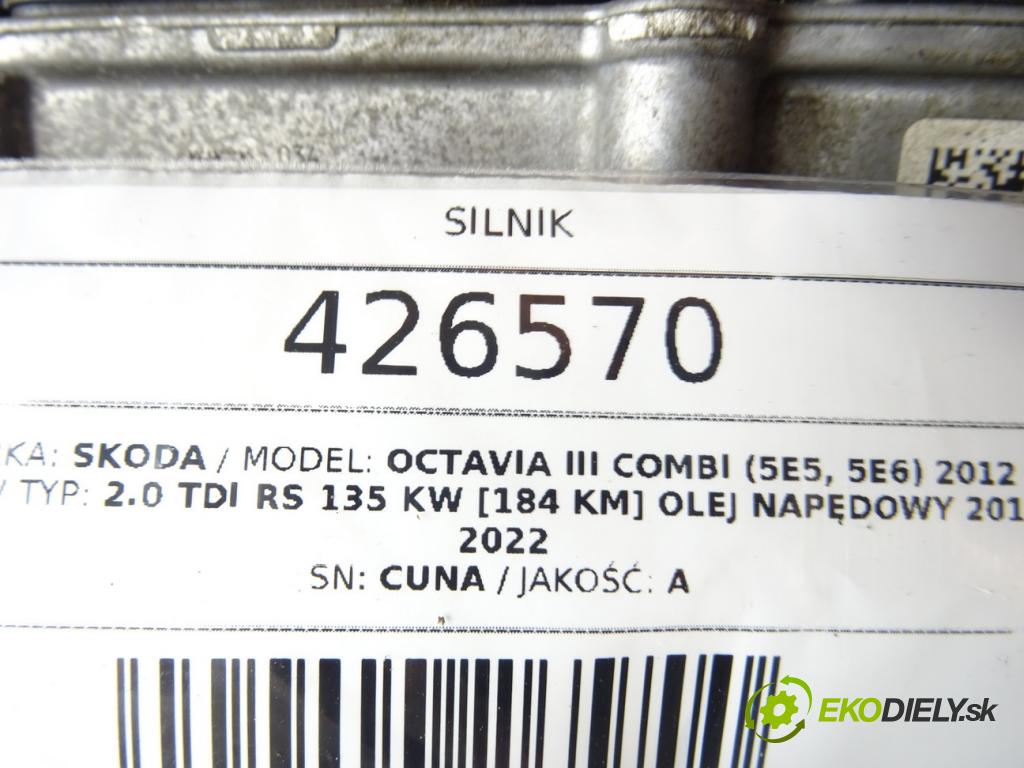 SILNIK
426570
KA: SKODA / MODEL: OCTAVIA III COMBI (5E5, 5E6) 2012
/ TYP: 2.0 TDI RS 135 KW [184 KM] OLEJ NAPĘDOWY 201
2022
SN: CUNA / JAKOŚĆ: A
EKODIELY.sk